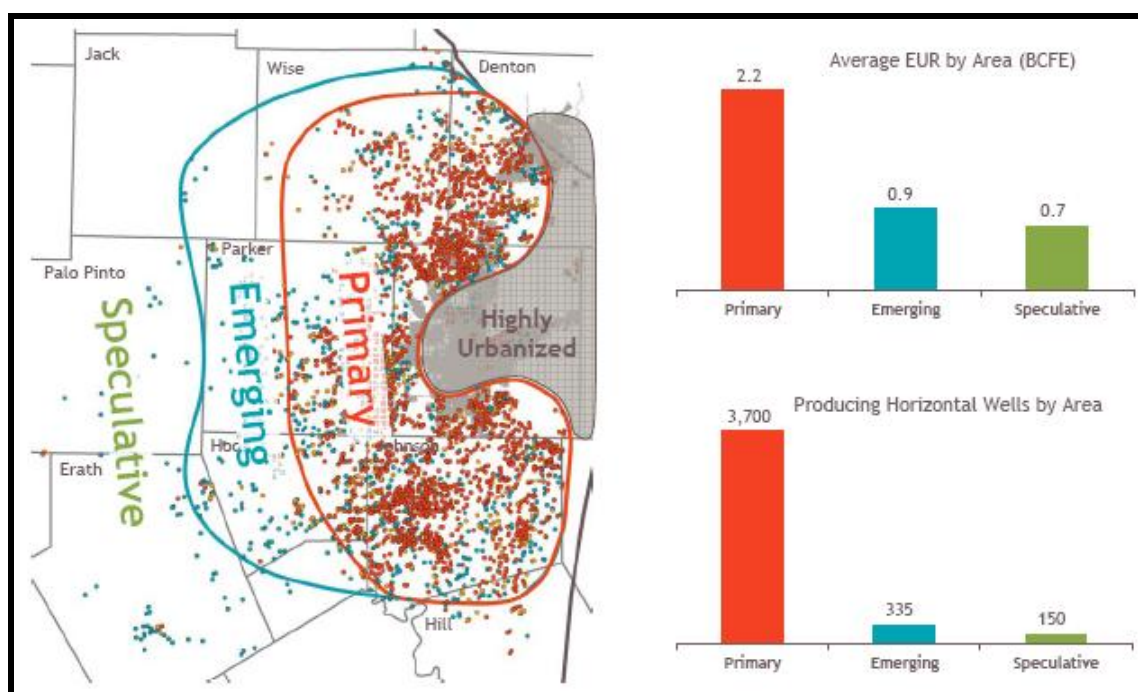 Jack
Wise
Denton
Parker
Palo Pinto
Speculative
Emerging
Primary
Highly
Urbanized
Erath
Hill
Average EUR by Area (BCFE)
2.2
0.9
0.7
Primary
Emerging
Speculative
Producing Horizontal Wells by Area
3,700
335
150
Primary
Emerging
Speculative